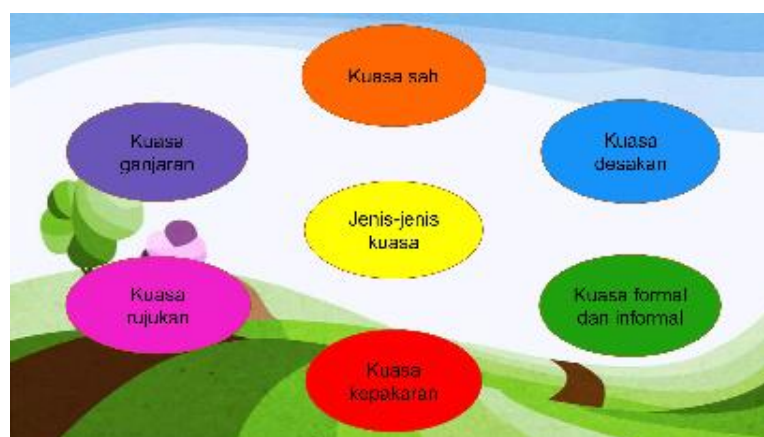 Kuasa sah
Kuasa
ganjaran
Kuasa
desakan
Jenis-jenis
kuasa
Kuasa
rujukan
Kuasa formal
dan informal
Kuasa
kepakaran